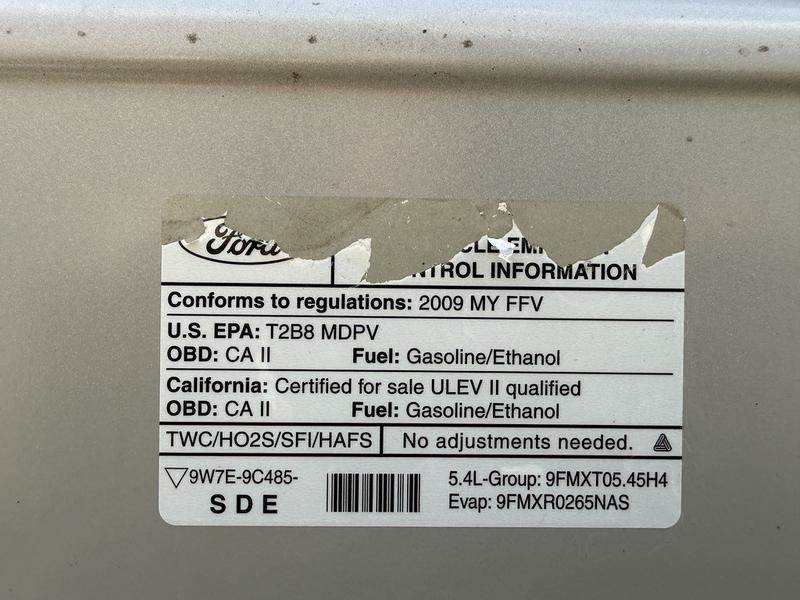 Ford
NTROL INFORMATION
Conforms to regulations: 2009 MY FFV
U.S. EPA: T2B8 MDPV
OBD: CA II Fuel: Gasoline/Ethanol
California: Certified for sale ULEV II qualified
OBD: CA II Fuel: Gasoline/Ethanol
TWC/HO2S/SFI/HAFS No adjustments needed.
9W7E-9C485- 5.4L-Group: 9FMXT05.45H4
SDE Evap: 9FMXR0265NAS